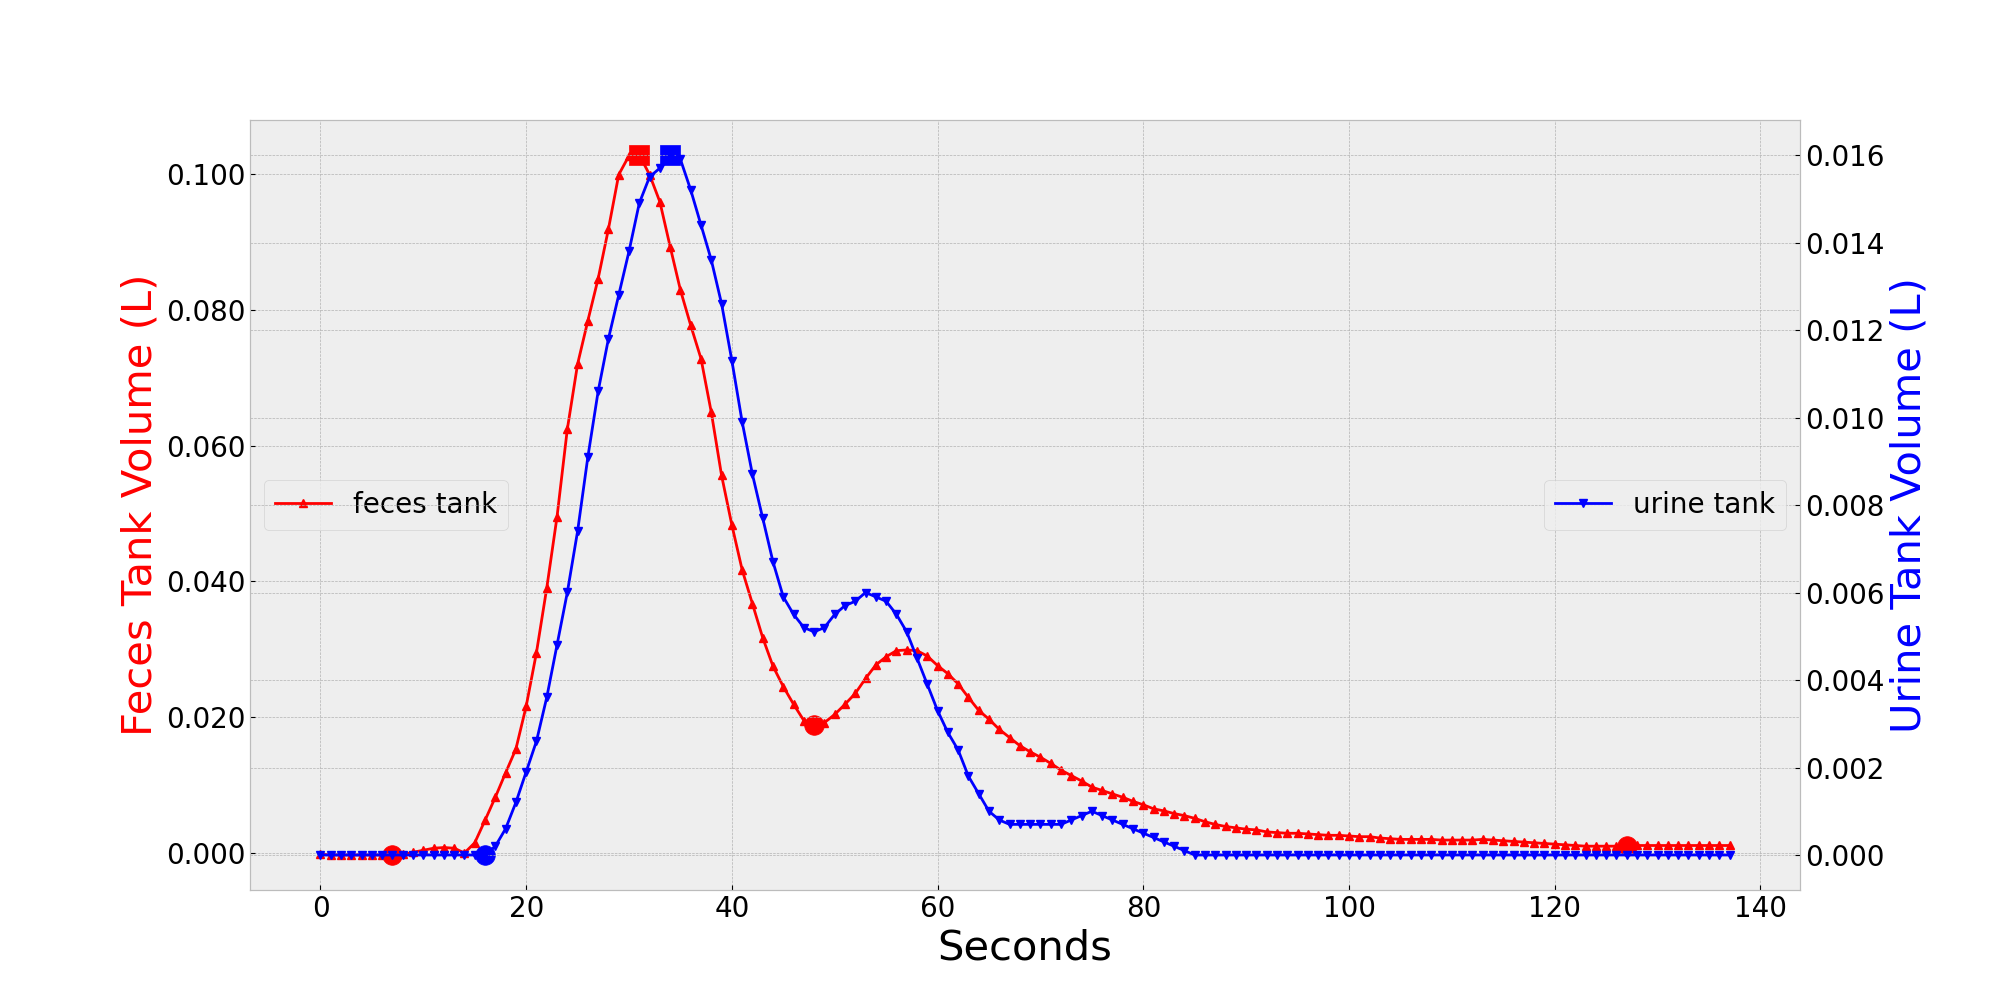 Feces Tank Volume (L)
0.100
0.080
0.060
0.040
0.020
0.000
feces tank
urine tank
0.016
0.014
0.012
0.010
0.008
0.006
0.004
0.002
0.000
Urine Tank Volume (L)
0 20 40 60 80 100 120 140
Seconds